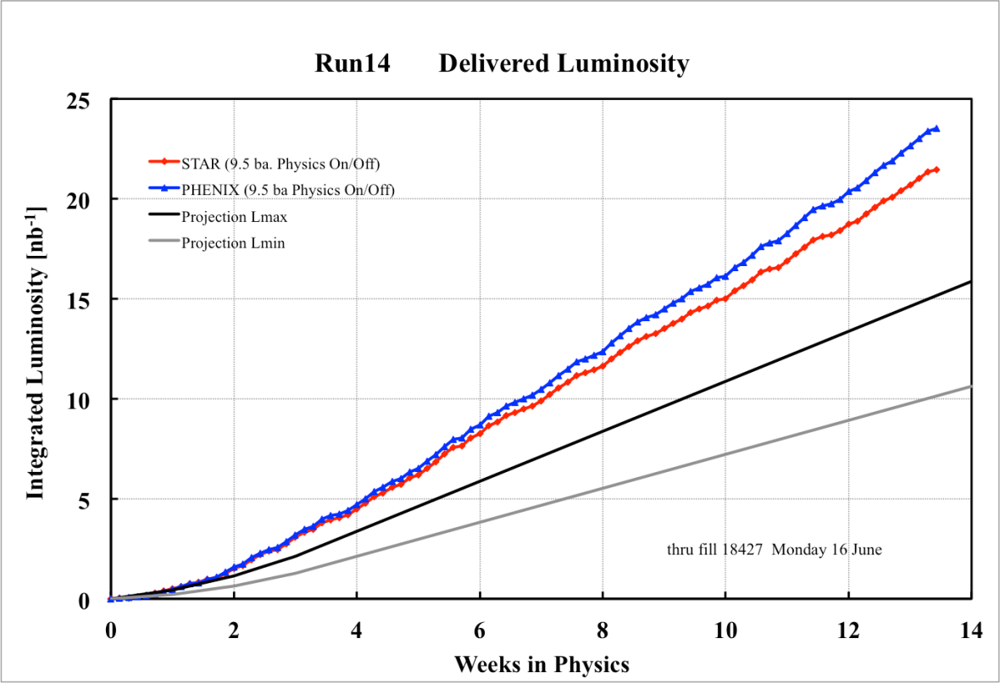 Run14 Delivered Luminosity
25
20
15
10
5
0
Integrated Luminosity [nb⁻¹]
STAR (9.5 ba. Physics On/Off)
PHENIX (9.5 ba Physics On/Off)
Projection Lmax
Projection Lmin
thru fill 18427 Monday 16 June
0 2 4 6 8 10 12 14
Weeks in Physics